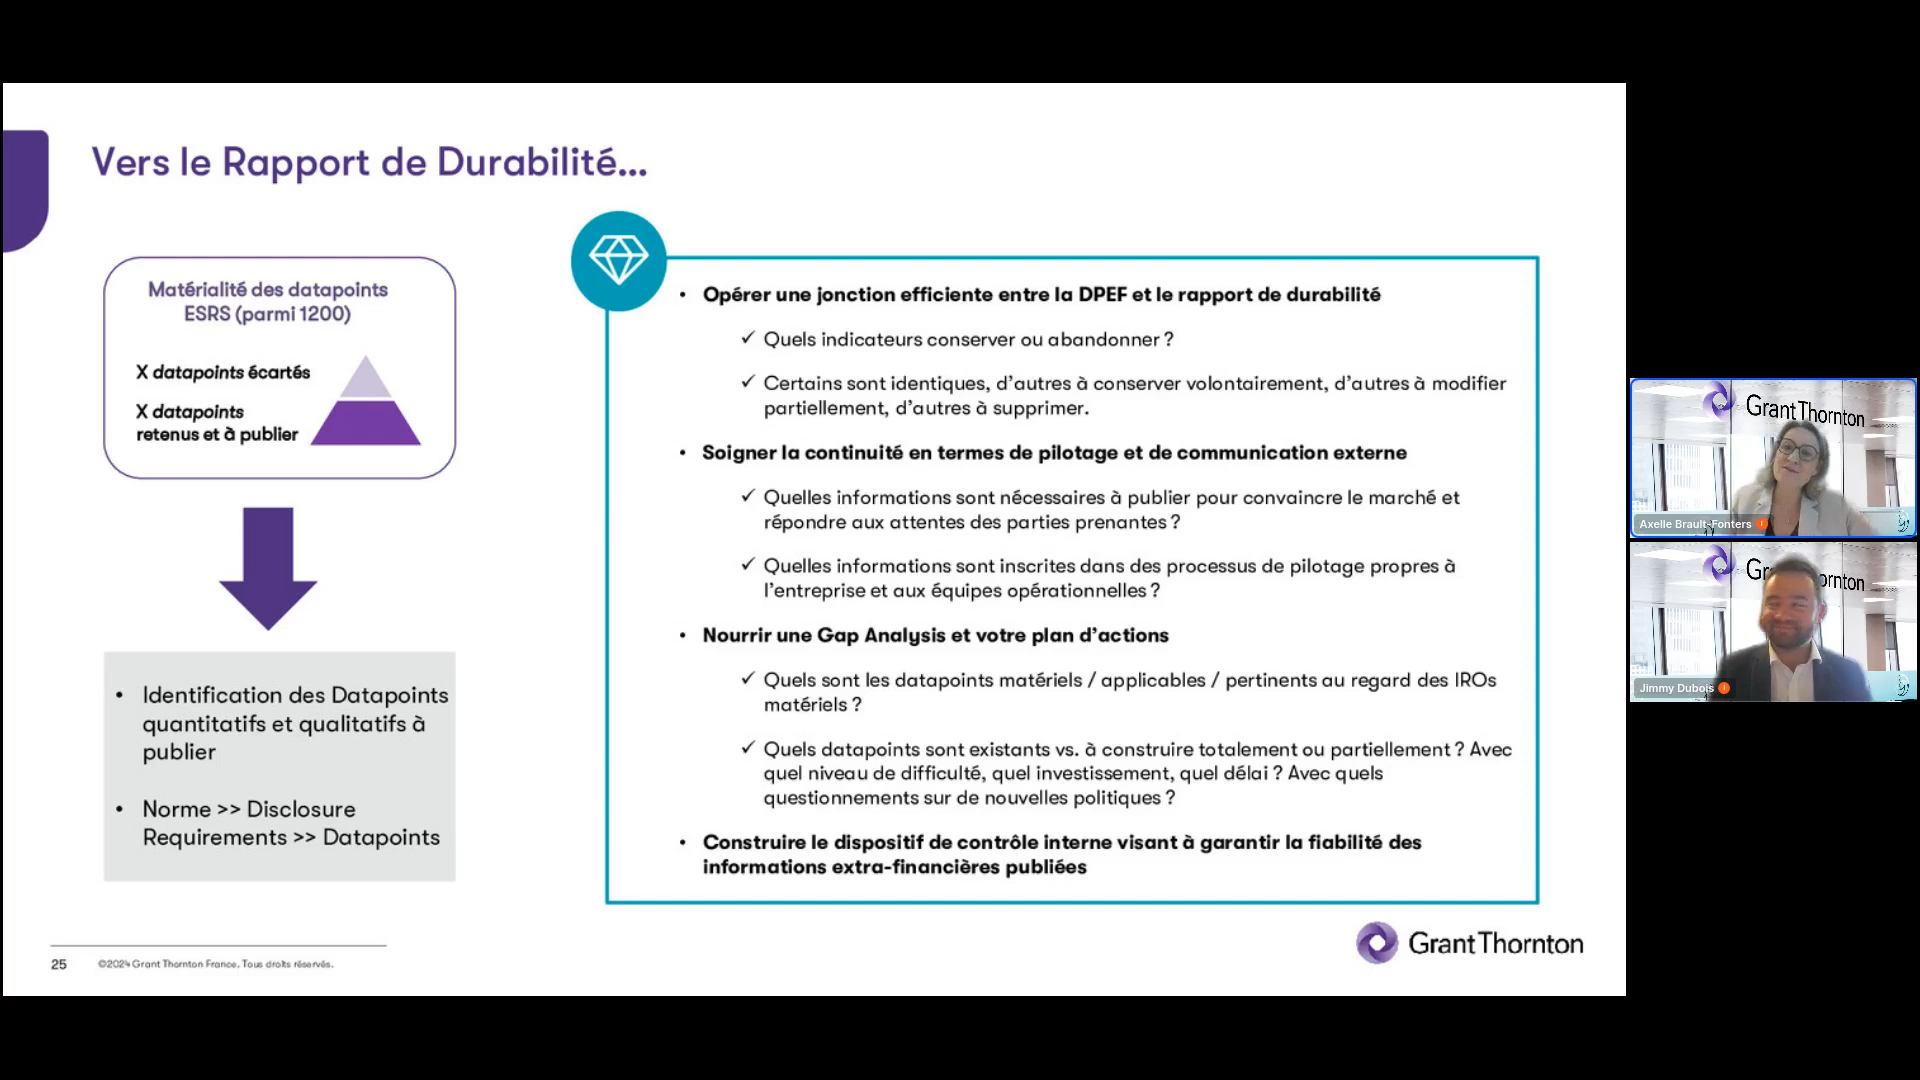 Vers le Rapport de Durabilité...
Matérialité des datapoints
ESRS (parmi 1200)
X datapoints écartés
X datapoints
retenus et à publier
• Identification des Datapoints
quantitatifs et qualitatifs à
publier
• Norme >> Disclosure
Requirements >> Datapoints
• Opérer une jonction efficiente entre la DPEF et le rapport de durabilité
✓ Quels indicateurs conserver ou abandonner ?
✓ Certains sont identiques, d'autres à conserver volontairement, d'autres à modifier
partiellement, d'autres à supprimer.
• Soigner la continuité en termes de pilotage et de communication externe
✓ Quelles informations sont nécessaires à publier pour convaincre le marché et
répondre aux attentes des parties prenantes ?
✓ Quelles informations sont inscrites dans des processus de pilotage propres à
l'entreprise et aux équipes opérationnelles ?
• Nourrir une Gap Analysis et votre plan d'actions
✓ Quels sont les datapoints matériels / applicables / pertinents au regard des IROs
matériels ?
✓ Quels datapoints sont existants vs. à construire totalement ou partiellement ? Avec
quel niveau de difficulté, quel investissement, quel délai ? Avec quels
questionnements sur de nouvelles politiques ?
• Construire le dispositif de contrôle interne visant à garantir la fiabilité des
informations extra-financières publiées
25
©2024 Grant Thornton France. Tous droits réservés.
Grant Thornton
Grant Thornton
Axelle Brault-Fonters
Gr ornton
Jimmy Dubois